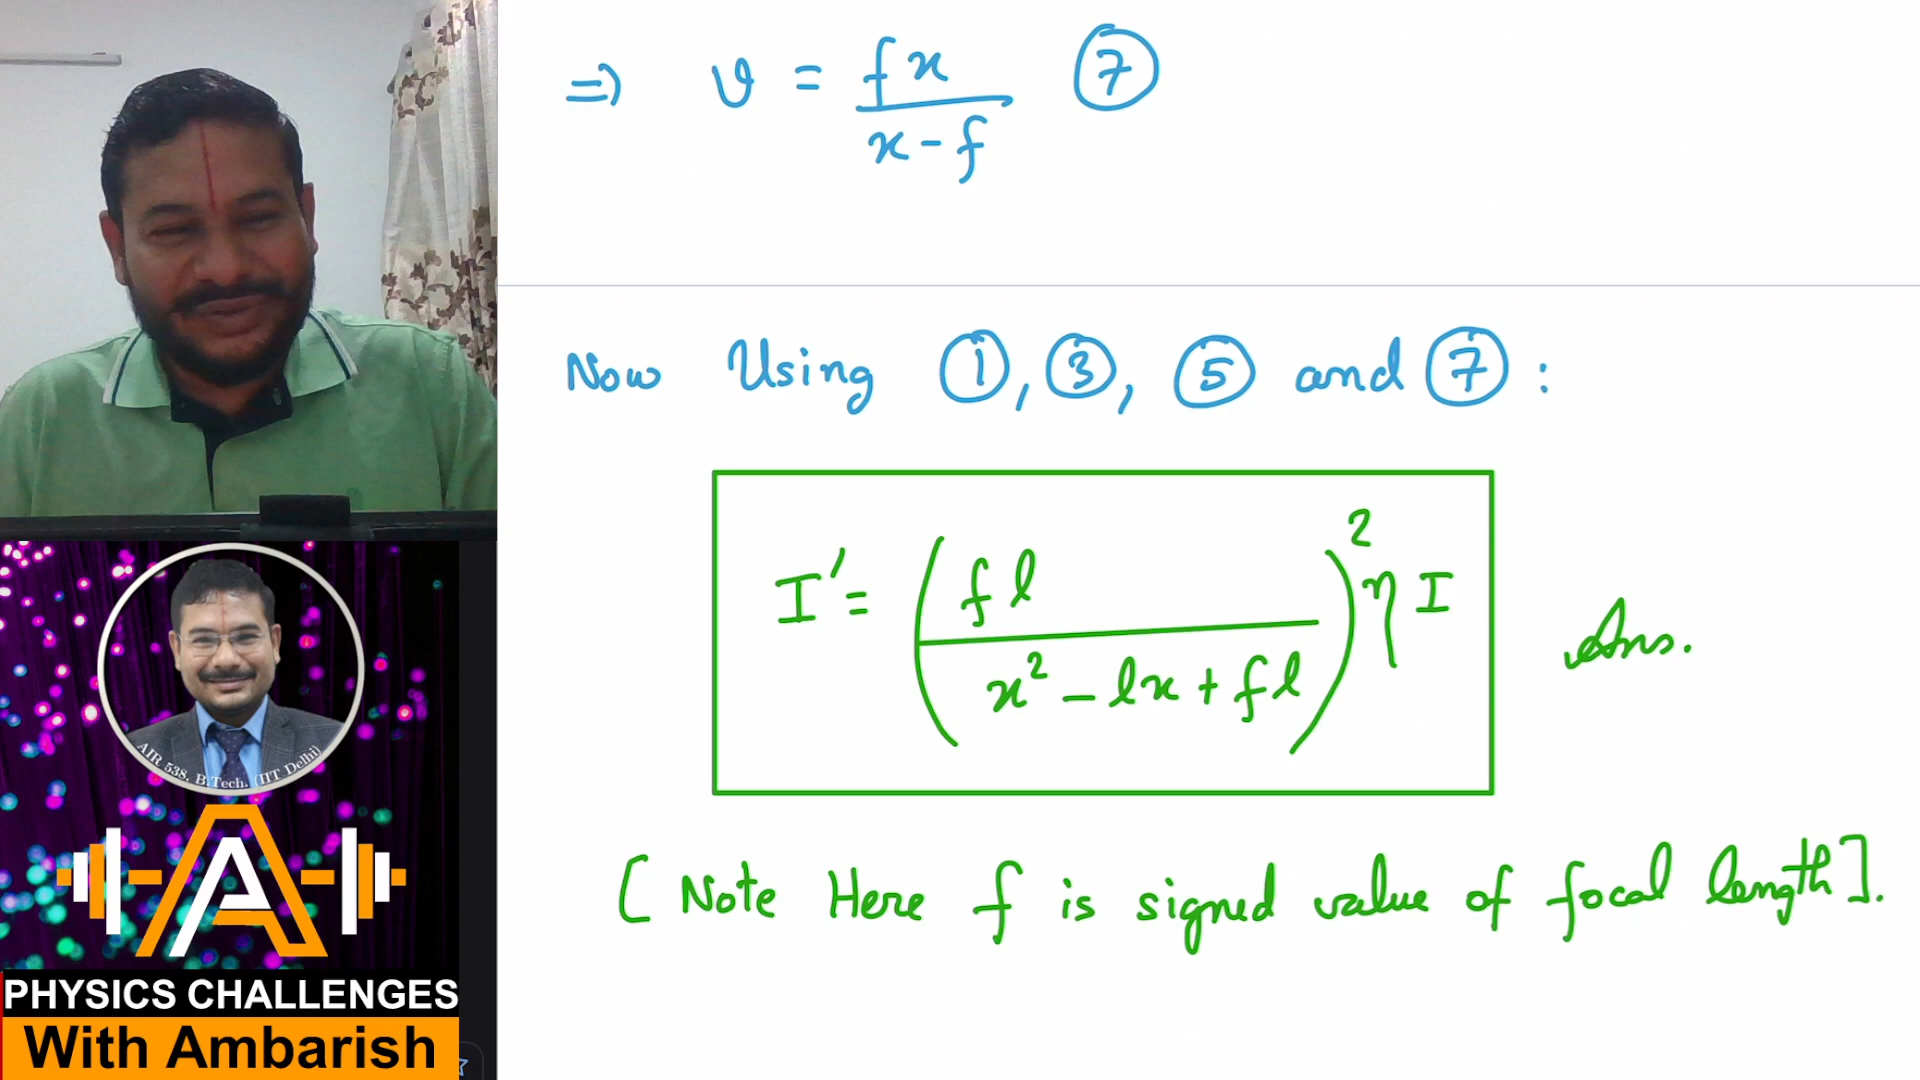 => v = fx / (x - f) ⑦
Now Using ①, ③, ⑤ and ⑦ :
I' = (fl / (x² - lx + fl))² η I
Ans.
[Note Here f is signed value of focal length].
AIR 538, B.Tech. (IIT Delhi)
A
PHYSICS CHALLENGES
With Ambarish